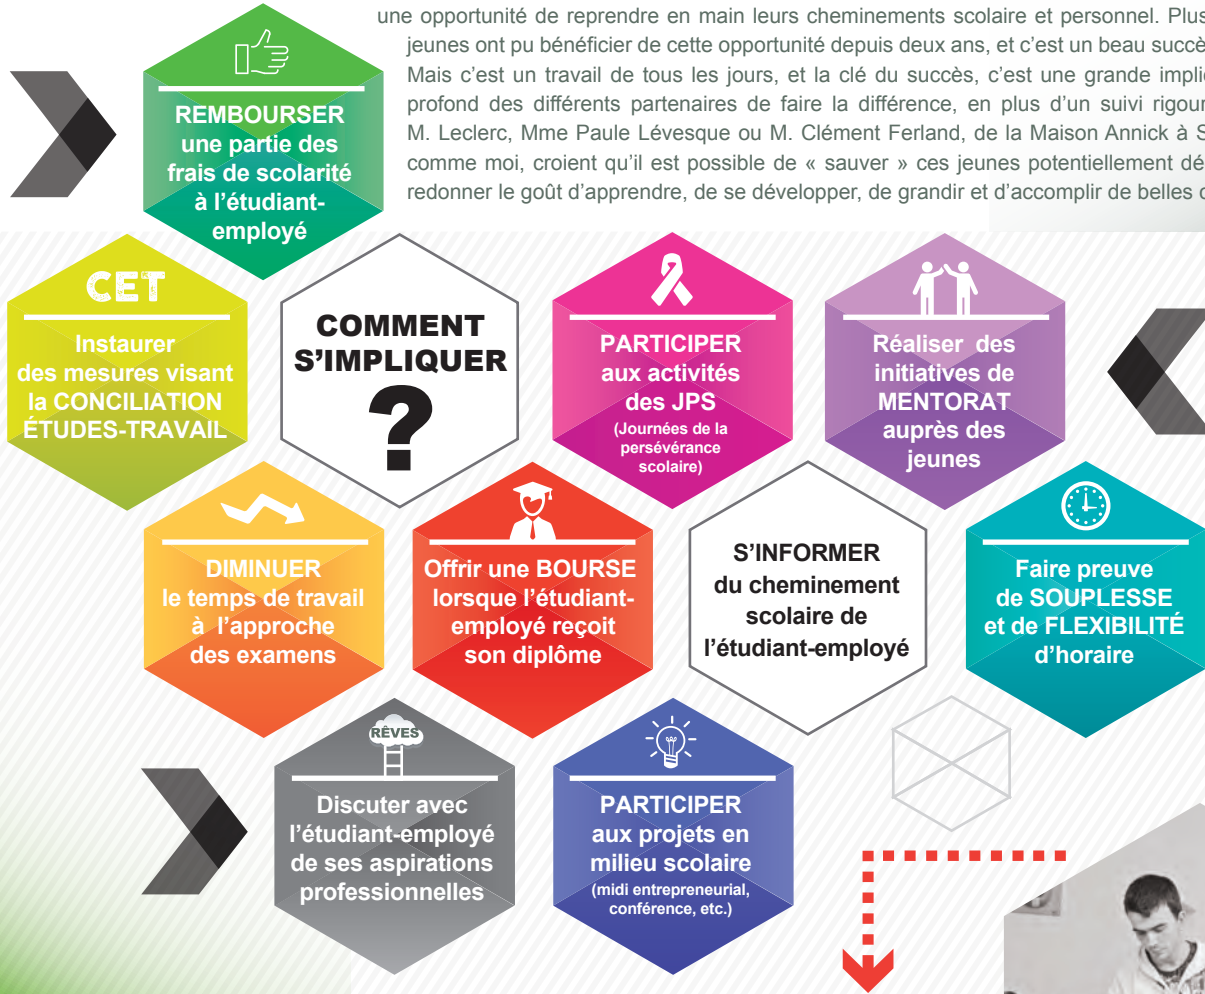 une opportunité de reprendre en main leurs cheminements scolaire et personnel. Plus
jeunes ont pu bénéficier de cette opportunité depuis deux ans, et c’est un beau succè
Mais c’est un travail de tous les jours, et la clé du succès, c’est une grande impli
profond des différents partenaires de faire la différence, en plus d’un suivi rigour
M. Leclerc, Mme Paule Lévesque ou M. Clément Ferland, de la Maison Annick à S
comme moi, croient qu’il est possible de « sauver » ces jeunes potentiellement dé
redonner le goût d’apprendre, de se développer, de grandir et d’accomplir de belles
REMBOURSER
une partie des
frais de scolarité
à l’étudiant-
employé
CET
Instaurer
des mesures visant
la CONCILIATION
ÉTUDES-TRAVAIL
COMMENT
S’IMPLIQUER
?
PARTICIPER
aux activités
des JPS
(Journées de la
persévérance
scolaire)
Réaliser des
initiatives de
MENTORAT
auprès des
jeunes
DIMINUER
le temps de travail
à l’approche
des examens
Offrir une BOURSE
lorsque l’étudiant-
employé reçoit
son diplôme
S’INFORMER
du cheminement
scolaire de
l’étudiant-employé
Faire preuve
de SOUPLESSE
et de FLEXIBILITÉ
d’horaire
RÊVES
Discuter avec
l’étudiant-employé
de ses aspirations
professionnelles
PARTICIPER
aux projets en
milieu scolaire
(midi entrepreneurial,
conférence, etc.)